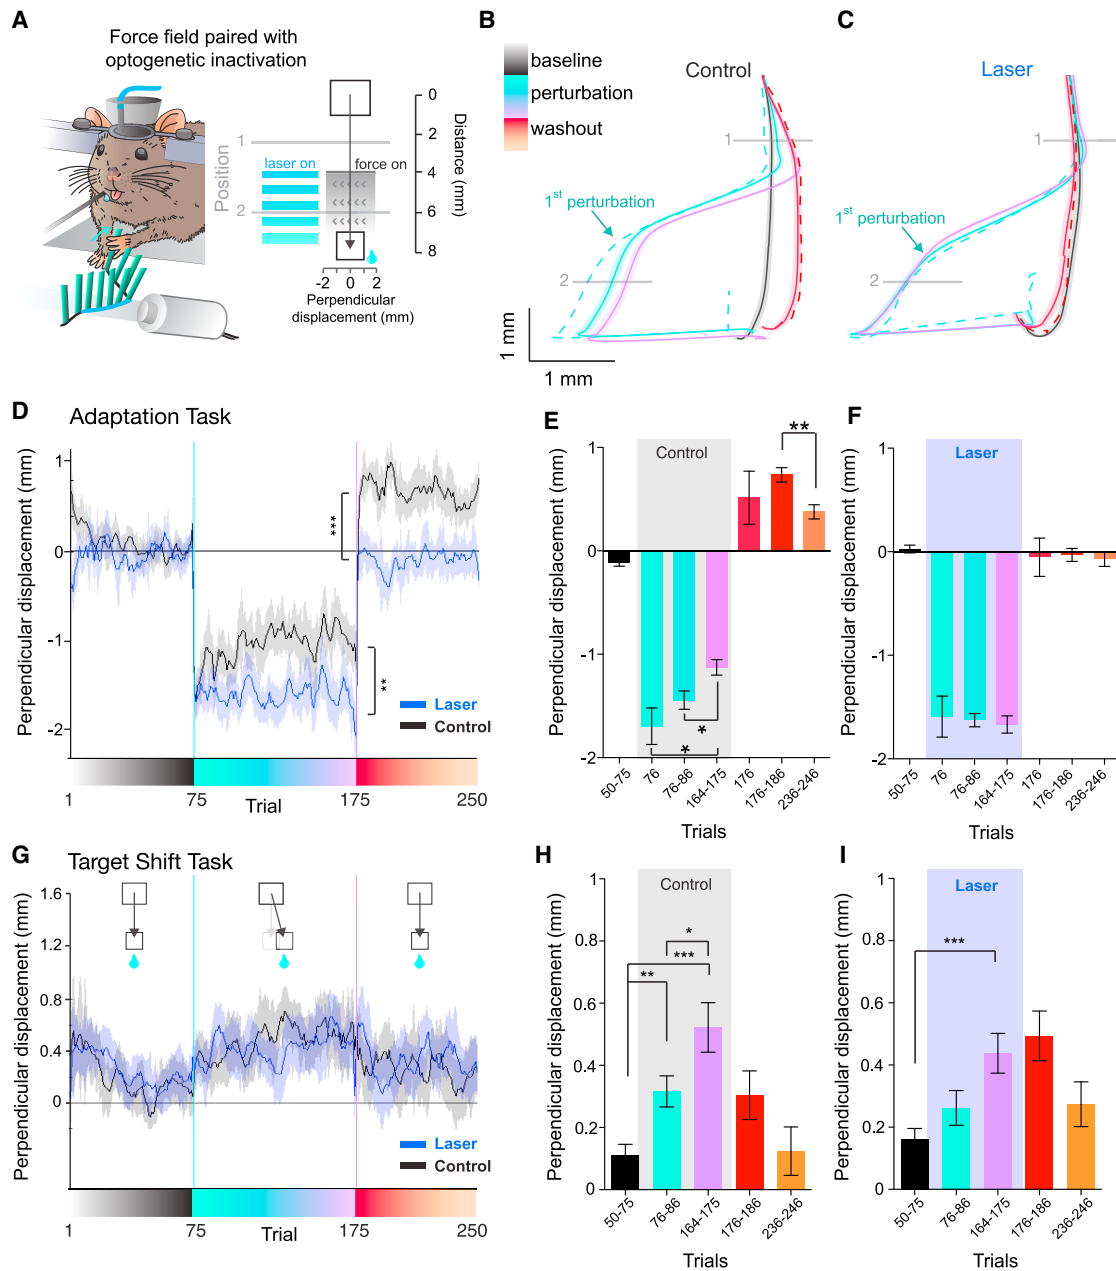 A
Force field paired with
optogenetic inactivation
Position
1
laser on
force on
2
0
2
4
6
8
Distance (mm)
-2
0
2
Perpendicular
displacement (mm)
B
baseline
perturbation
washout
Control
1
1st perturbation
2
1 mm
1 mm
C
Laser
1
1st perturbation
2
D
Adaptation Task
Perpendicular displacement (mm)
1
0
-1
-2
***
**
Laser
Control
1
75
175
250
Trial
E
Perpendicular displacement (mm)
1
0
-1
-2
Control
**
*
*
50-75
76
76-86
164-175
176
176-186
236-246
Trials
F
Perpendicular displacement (mm)
1
0
-1
-2
Laser
50-75
76
76-86
164-175
176
176-186
236-246
Trials
G
Target Shift Task
Perpendicular displacement (mm)
1.6
1.2
0.8
0.4
0
Laser
Control
1
75
175
250
Trial
H
Perpendicular displacement (mm)
1
0.8
0.6
0.4
0.2
0
Control
*
***
**
50-75
76-86
164-175
176-186
236-246
Trials
I
Perpendicular displacement (mm)
1
0.8
0.6
0.4
0.2
0
Laser
***
50-75
76-86
164-175
176-186
236-246
Trials